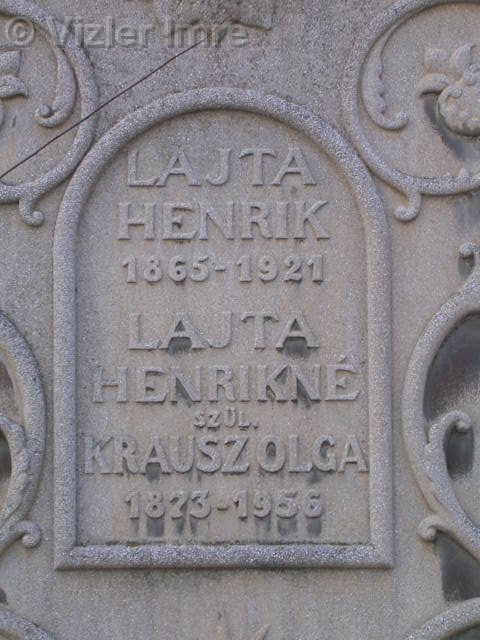 © Vizler Imre
LAJTA
HENRIK
1865-1921
LAJTA
HENRIKNÉ
SZÜL.
KRAUSZ OLGA
1873-1956